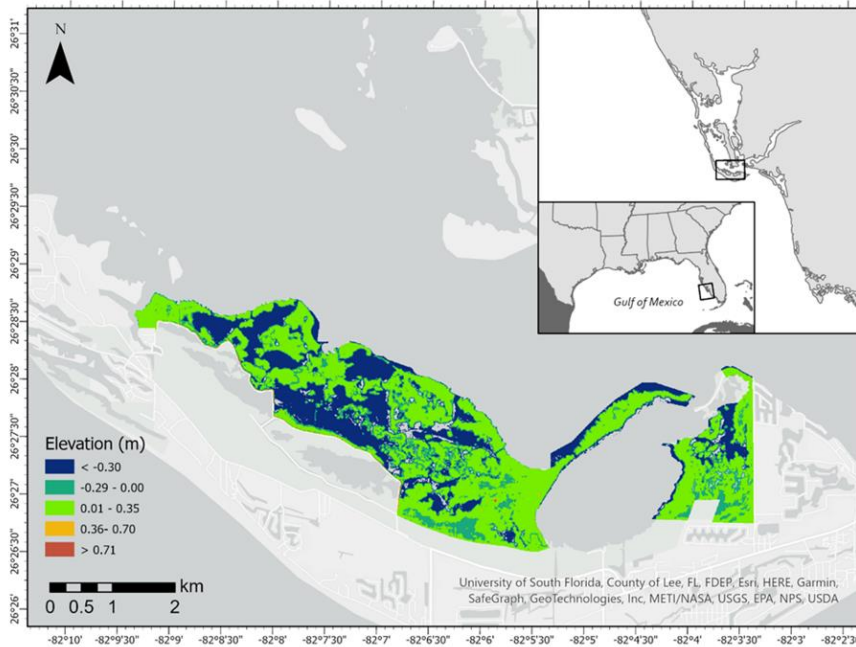 26°31'
26°30'30"
26°30'
26°29'30"
26°29'
26°28'30"
26°28'
26°27'30"
26°27'
26°26'30"
26°26'
N
Gulf of Mexico
Elevation (m)
< -0.30
-0.29 - 0.00
0.01 - 0.35
0.36- 0.70
> 0.71
0 0.5 1 2 km
University of South Florida, County of Lee, FL, FDEP, Esri, HERE, Garmin,
SafeGraph, GeoTechnologies, Inc, METI/NASA, USGS, EPA, NPS, USDA
-82°10' -82°9'30" -82°9' -82°8'30" -82°8' -82°7'30" -82°7' -82°6'30" -82°6' -82°5'30" -82°5' -82°4'30" -82°4' -82°3'30" -82°3' -82°2'30"